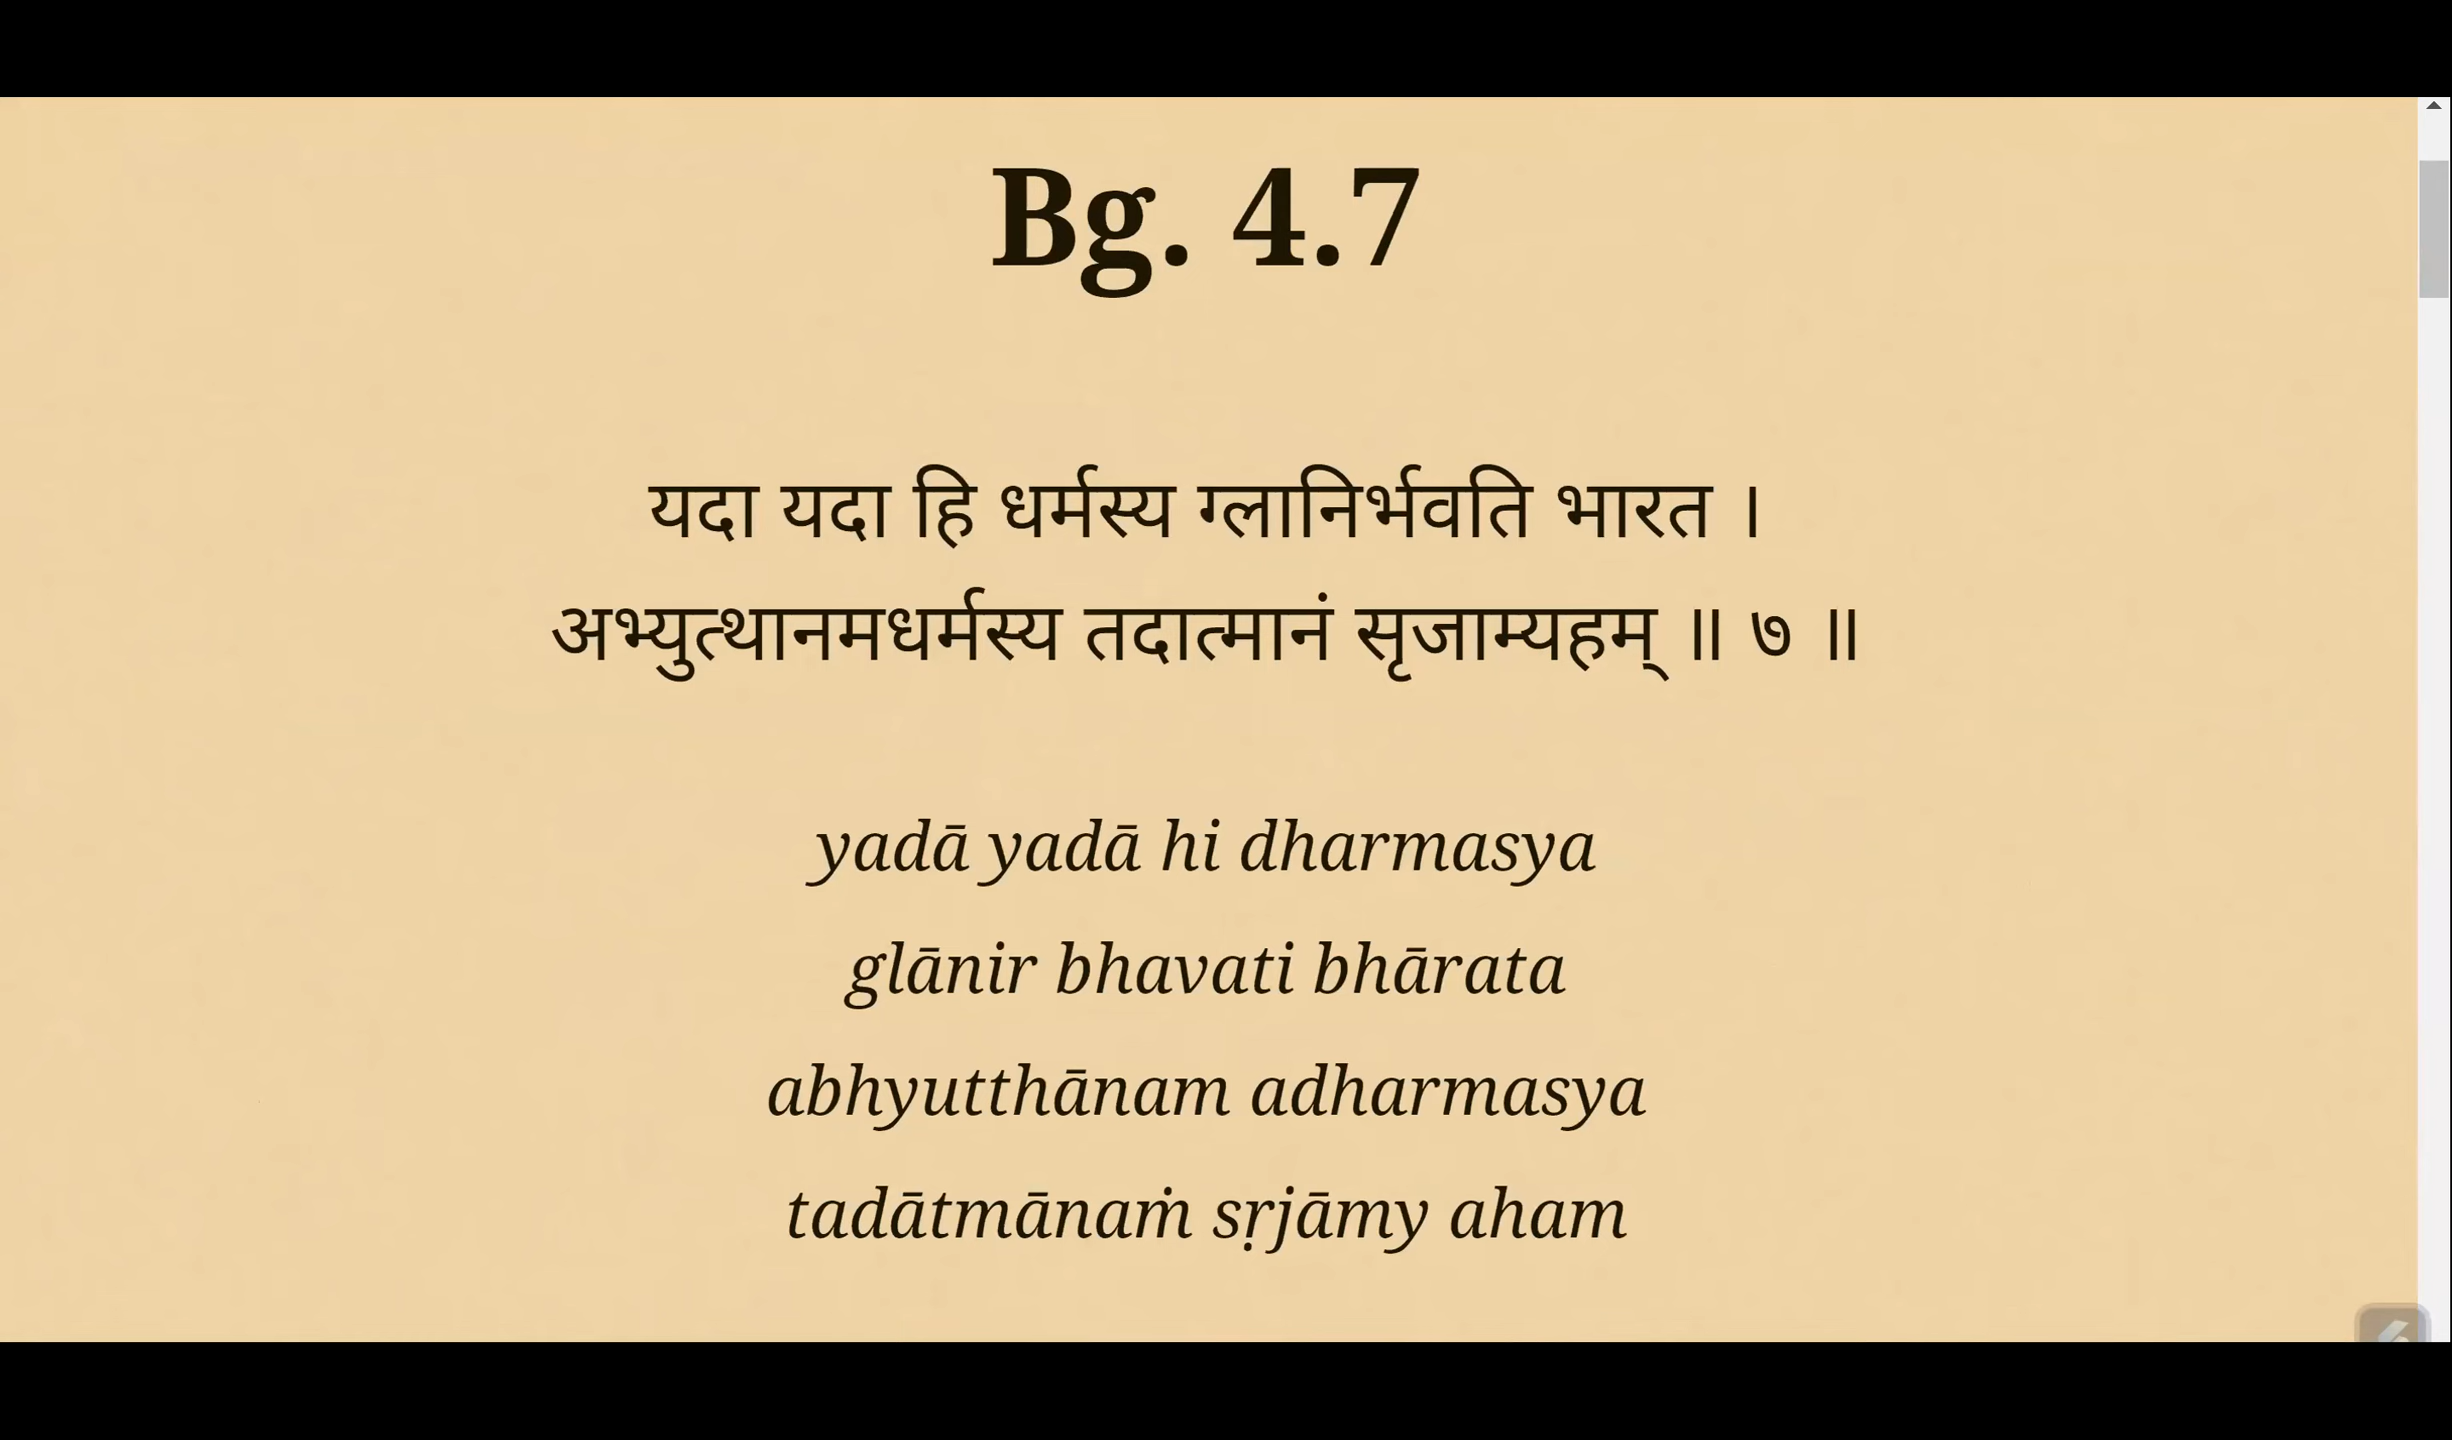 Bg. 4.7
यदा यदा हि धर्मस्य ग्लानिर्भवति भारत ।
अभ्युत्थानमधर्मस्य तदात्मानं सृजाम्यहम् ॥ ७ ॥
yadā yadā hi dharmasya
glānir bhavati bhārata
abhyutthānam adharmasya
tadātmānaṁ sṛjāmy aham